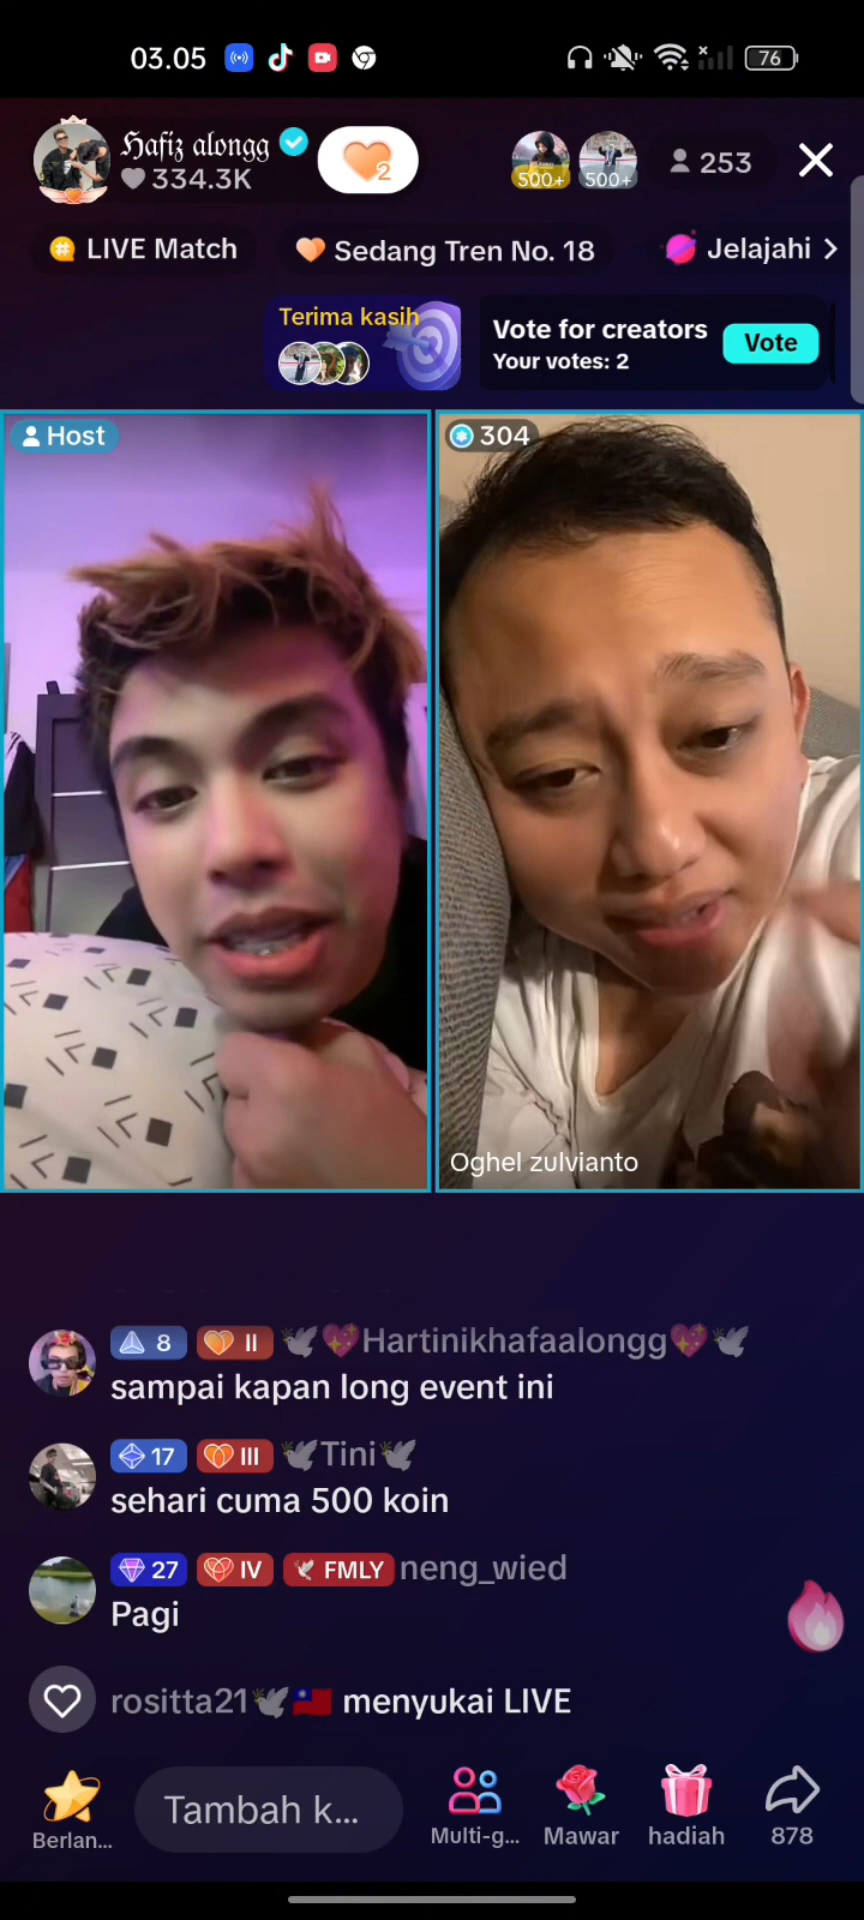 03.05
76
Hafiz alongg
334.3K
2
500+
500+
253
LIVE Match
Sedang Tren No. 18
Jelajahi
Terima kasih
Vote for creators
Your votes: 2
Vote
Host
304
Oghel zulvianto
8 II 🕊️💖Hartinikhafaalongg💖🕊️
sampai kapan long event ini
17 III 🕊️Tini🕊️
sehari cuma 500 koin
27 IV FMLY neng_wied
Pagi
rositta21🕊️🇹🇼 menyukai LIVE
Berlan...
Tambah k...
Multi-g...
Mawar
hadiah
878